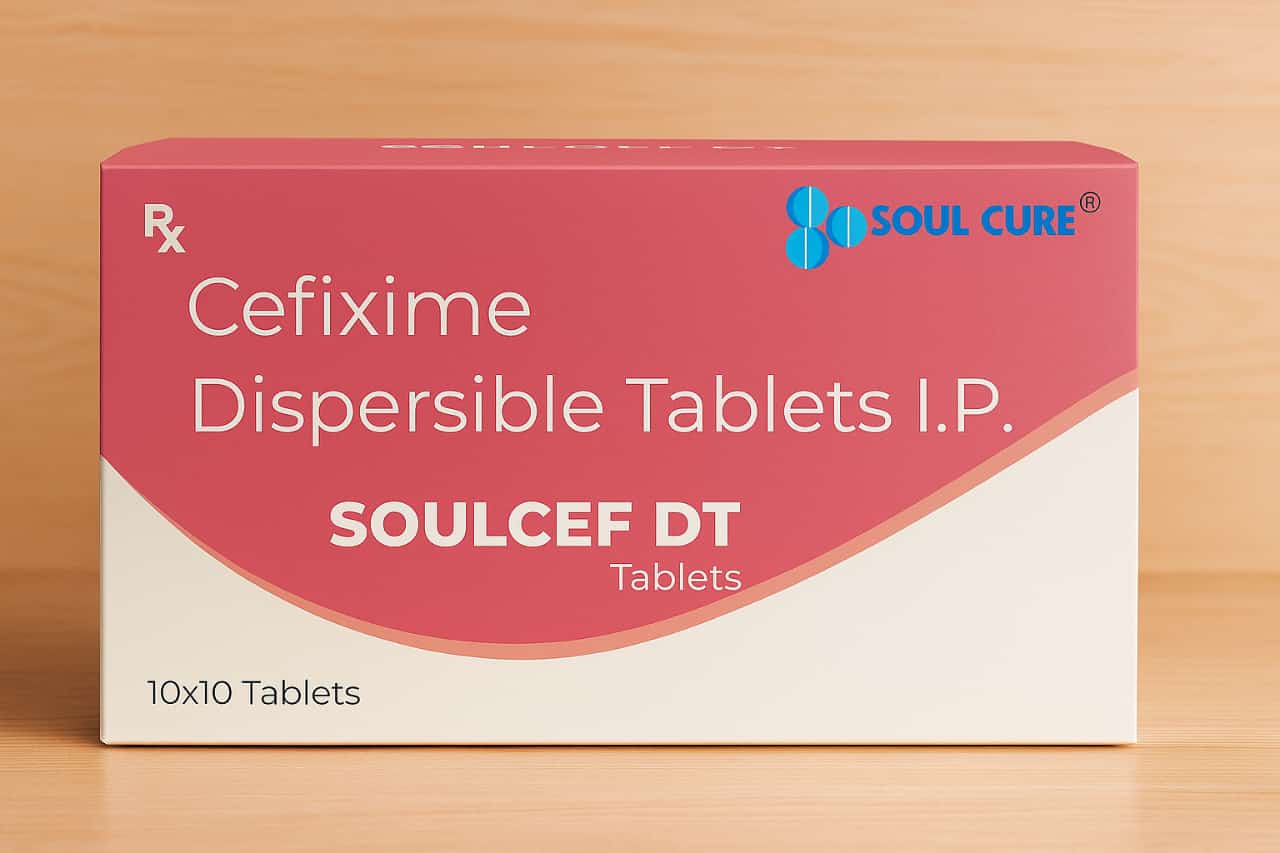 Rx
SOUL CURE®
Cefixime
Dispersible Tablets I.P.
SOULCEF DT
Tablets
10x10 Tablets